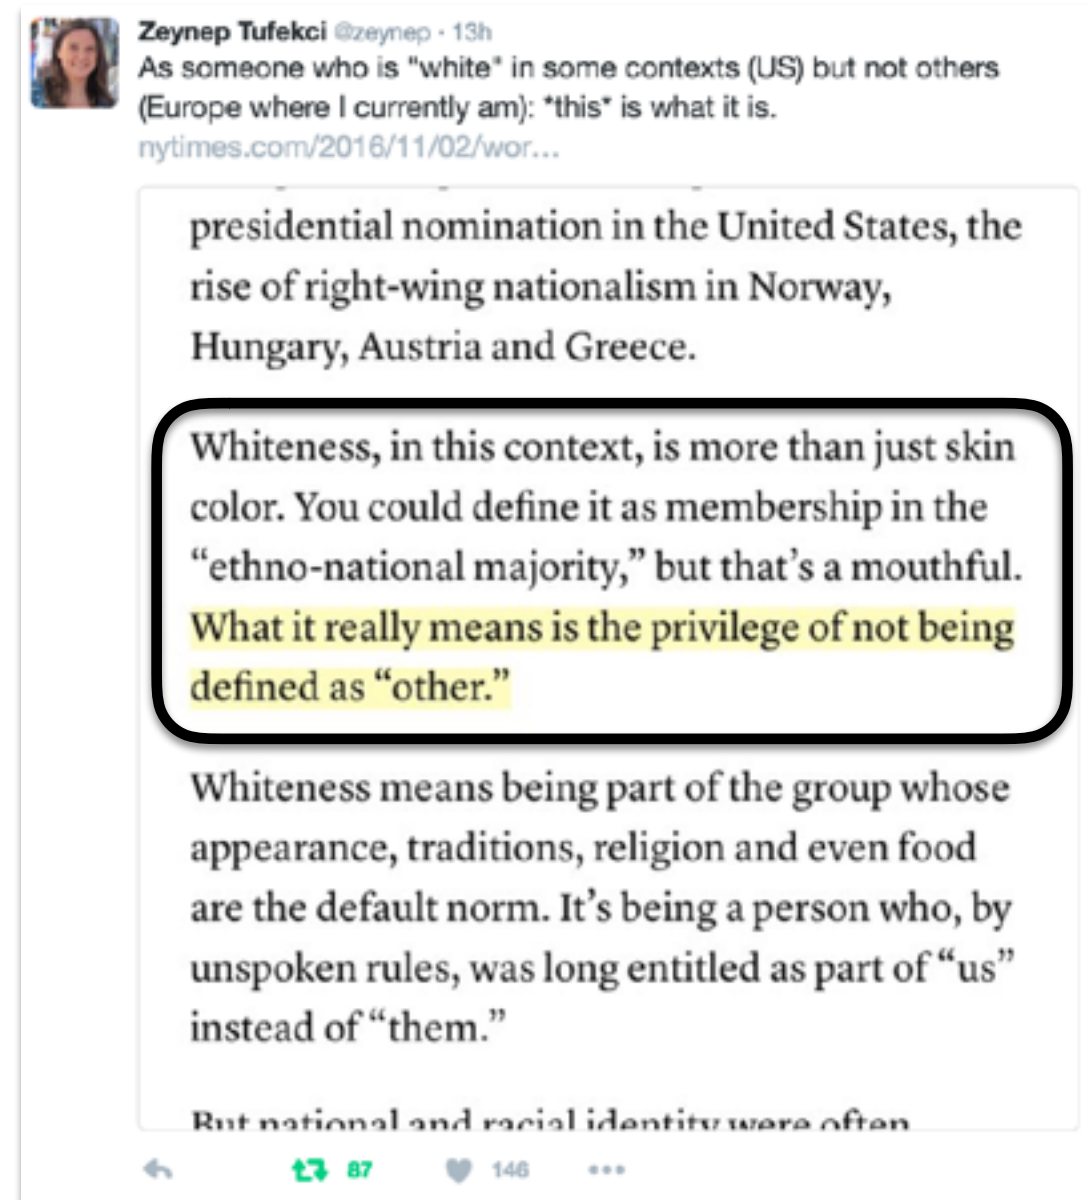 Zeynep Tufekci @zeynep · 13h
As someone who is "white" in some contexts (US) but not others
(Europe where I currently am): *this* is what it is.
nytimes.com/2016/11/02/wor...
presidential nomination in the United States, the
rise of right-wing nationalism in Norway,
Hungary, Austria and Greece.
Whiteness, in this context, is more than just skin
color. You could define it as membership in the
“ethno-national majority,” but that’s a mouthful.
What it really means is the privilege of not being
defined as “other.”
Whiteness means being part of the group whose
appearance, traditions, religion and even food
are the default norm. It’s being a person who, by
unspoken rules, was long entitled as part of “us”
instead of “them.”
But national and racial identity were often
87 146